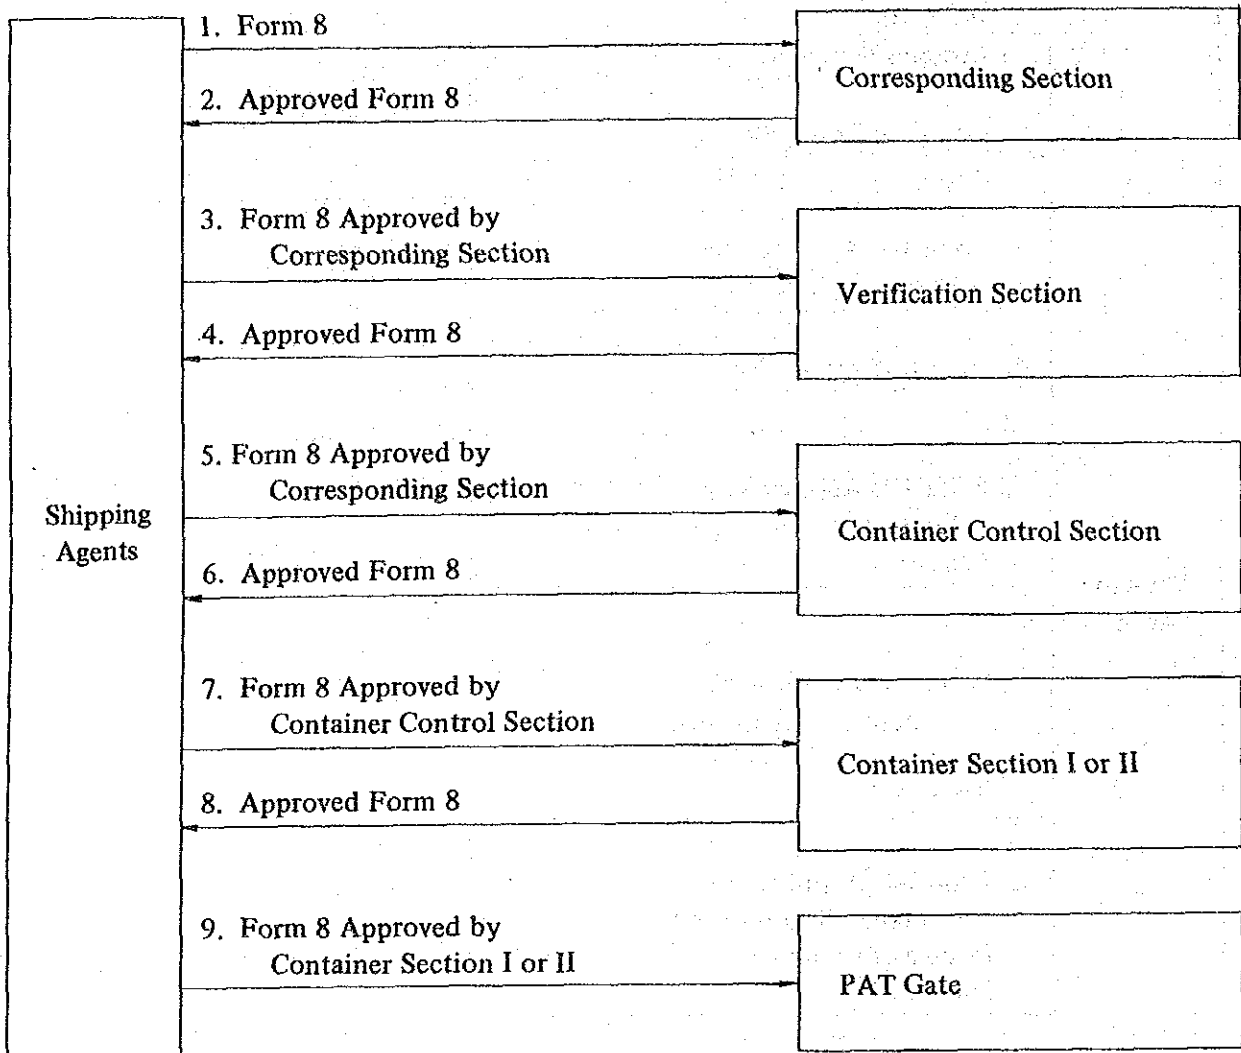 1. Form 8
Corresponding Section
2. Approved Form 8
3. Form 8 Approved by
Corresponding Section
Verification Section
4. Approved Form 8
5. Form 8 Approved by
Corresponding Section
Shipping
Agents
Container Control Section
6. Approved Form 8
7. Form 8 Approved by
Container Control Section
Container Section I or II
8. Approved Form 8
9. Form 8 Approved by
Container Section I or II
PAT Gate